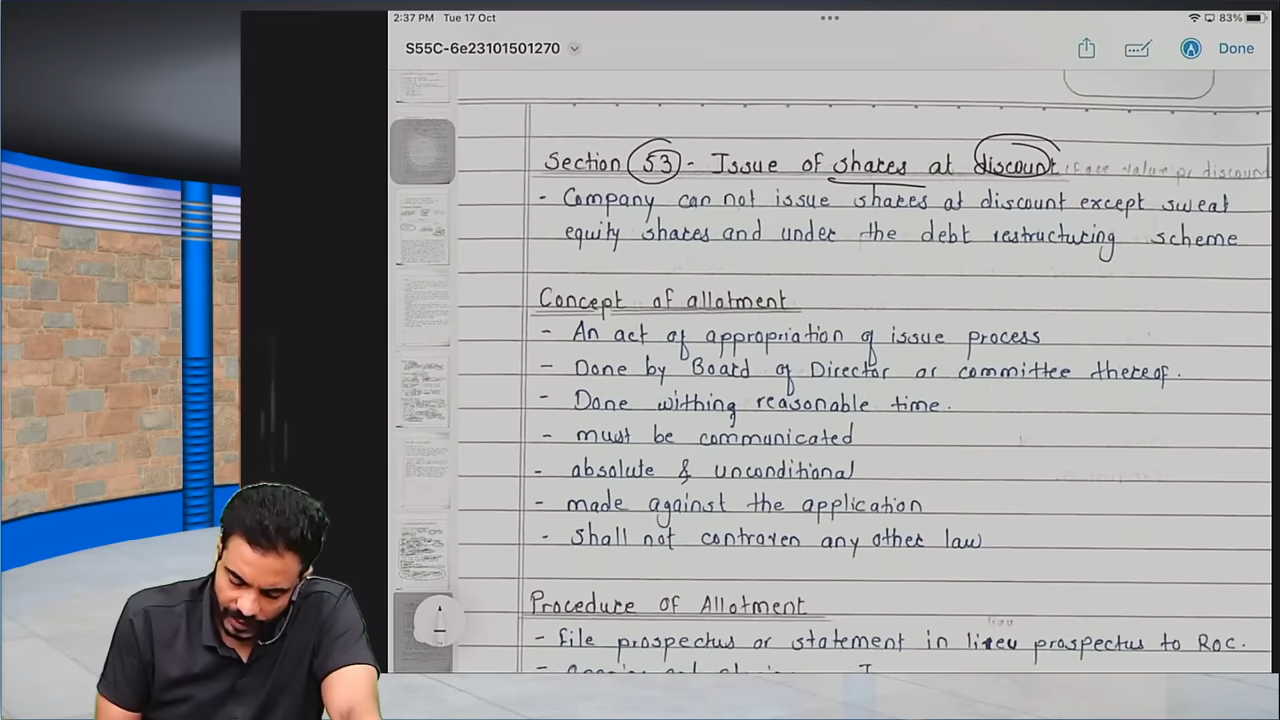 2:37 PM Tue 17 Oct
83%
S55C-6e23101501270
Done
Section 53 - Issue of shares at discount
- Company can not issue shares at discount except sweat
equity shares and under the debt restructuring scheme
Concept of allotment
- An act of appropriation of issue process
- Done by Board of Director or committee thereof.
- Done withing reasonable time.
- must be communicated
- absolute & unconditional
- made against the application
- shall not contraven any other law
Procedure of Allotment
- file prospectus or statement in lieu prospectus to Roc.